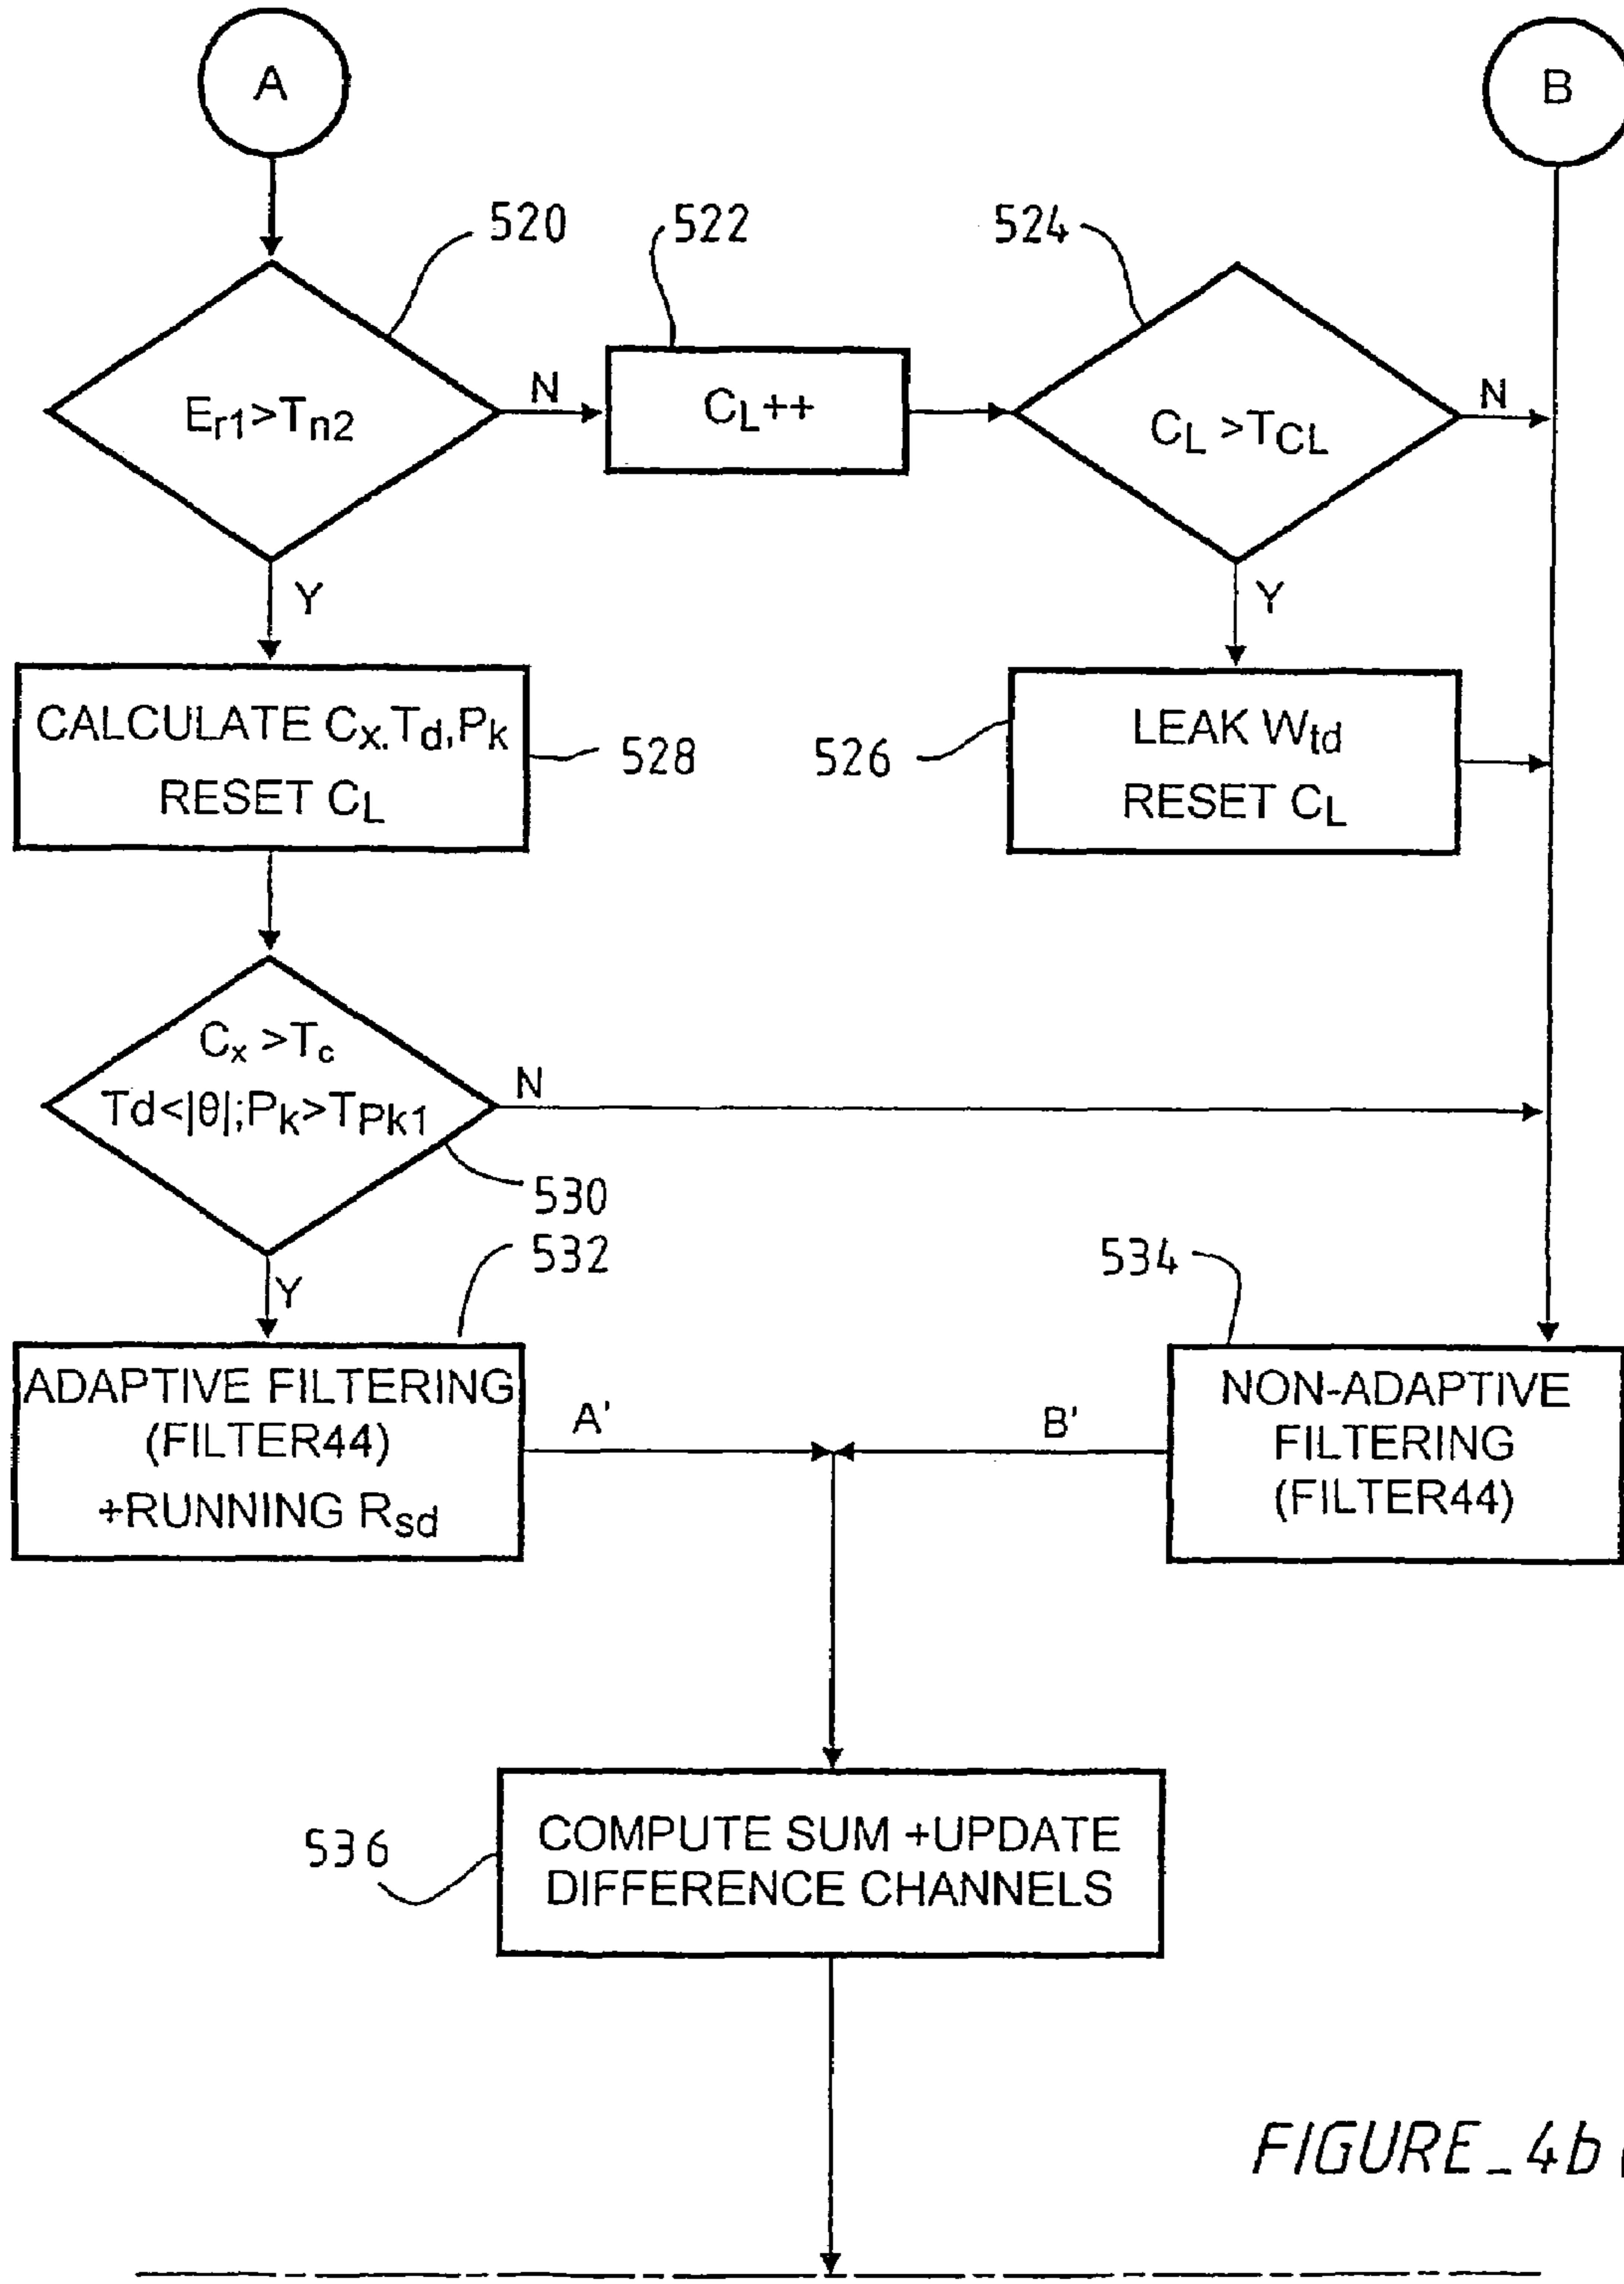 A
B
520
522
524
Er1>Tn2
N
CL++
CL >TCL
N
Y
Y
CALCULATE Cx.Td,Pk
RESET CL
528
526
LEAK Wtd
RESET CL
Cx >Tc
Td<|θ|;Pk>TPk1
N
530
Y
532
534
ADAPTIVE FILTERING
(FILTER44)
+RUNNING Rsd
A'
B'
NON-ADAPTIVE
FILTERING
(FILTER44)
536
COMPUTE SUM +UPDATE
DIFFERENCE CHANNELS
FIGURE_4b